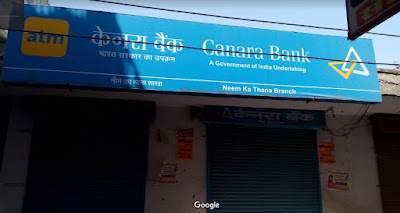 atm
केनरा बैंक Canara Bank
भारत सरकार का उपक्रम A Government of India Undertaking
नीम का थाना शाखा Neem Ka Thana Branch
केनरा बैंक
Google